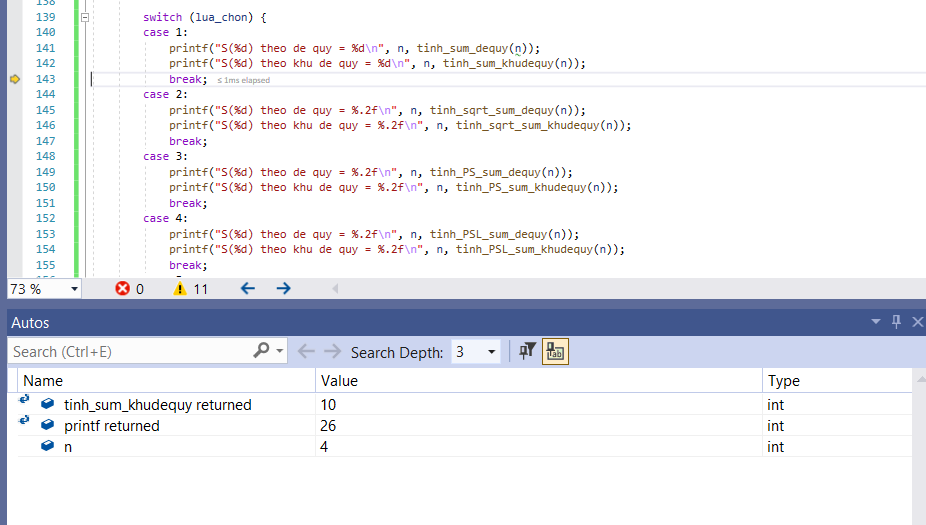 138
139 switch (lua_chon) {
140 case 1:
141 printf("S(%d) theo de quy = %d\n", n, tinh_sum_dequy(n));
142 printf("S(%d) theo khu de quy = %d\n", n, tinh_sum_khudequy(n));
143 break; ≤ 1ms elapsed
144 case 2:
145 printf("S(%d) theo de quy = %.2f\n", n, tinh_sqrt_sum_dequy(n));
146 printf("S(%d) theo khu de quy = %.2f\n", n, tinh_sqrt_sum_khudequy(n));
147 break;
148 case 3:
149 printf("S(%d) theo de quy = %.2f\n", n, tinh_PS_sum_dequy(n));
150 printf("S(%d) theo khu de quy = %.2f\n", n, tinh_PS_sum_khudequy(n));
151 break;
152 case 4:
153 printf("S(%d) theo de quy = %.2f\n", n, tinh_PSL_sum_dequy(n));
154 printf("S(%d) theo khu de quy = %.2f\n", n, tinh_PSL_sum_khudequy(n));
155 break;
73 % 0 11
Autos
Search (Ctrl+E) Search Depth: 3
Name Value Type
tinh_sum_khudequy returned 10 int
printf returned 26 int
n 4 int